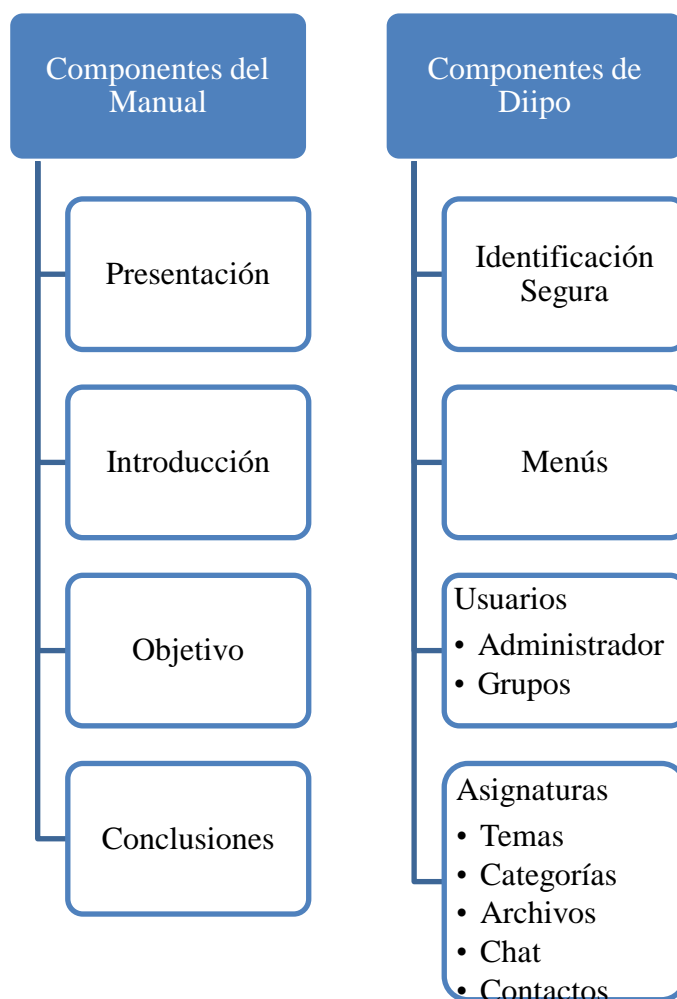 Componentes del
Manual
Presentación
Introducción
Objetivo
Conclusiones
Componentes de
Diipo
Identificación
Segura
Menús
Usuarios
• Administrador
• Grupos
Asignaturas
• Temas
• Categorías
• Archivos
• Chat
• Contactos